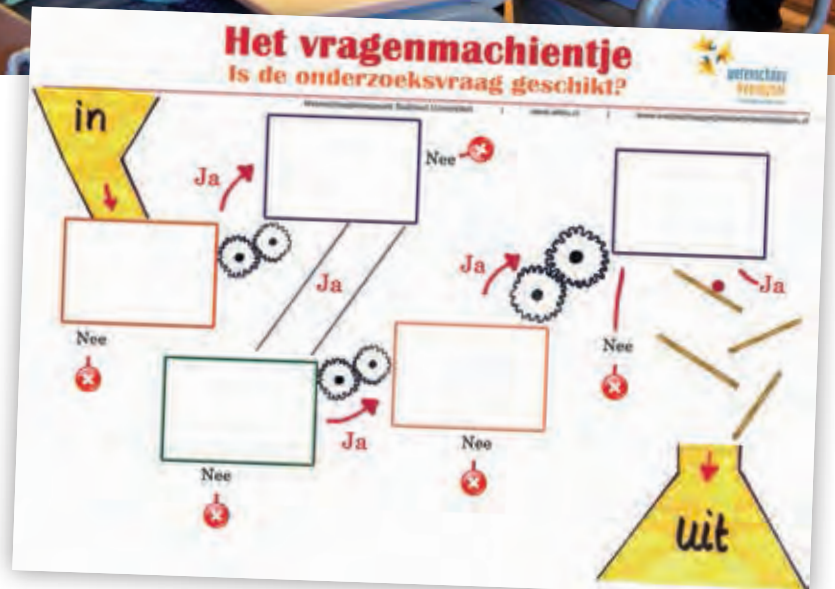 Het vragenmachientje
Is de onderzoeksvraag geschikt?
in
Ja
Nee
Ja
Nee
Ja
Nee
Ja
Nee
Ja
Nee
uit